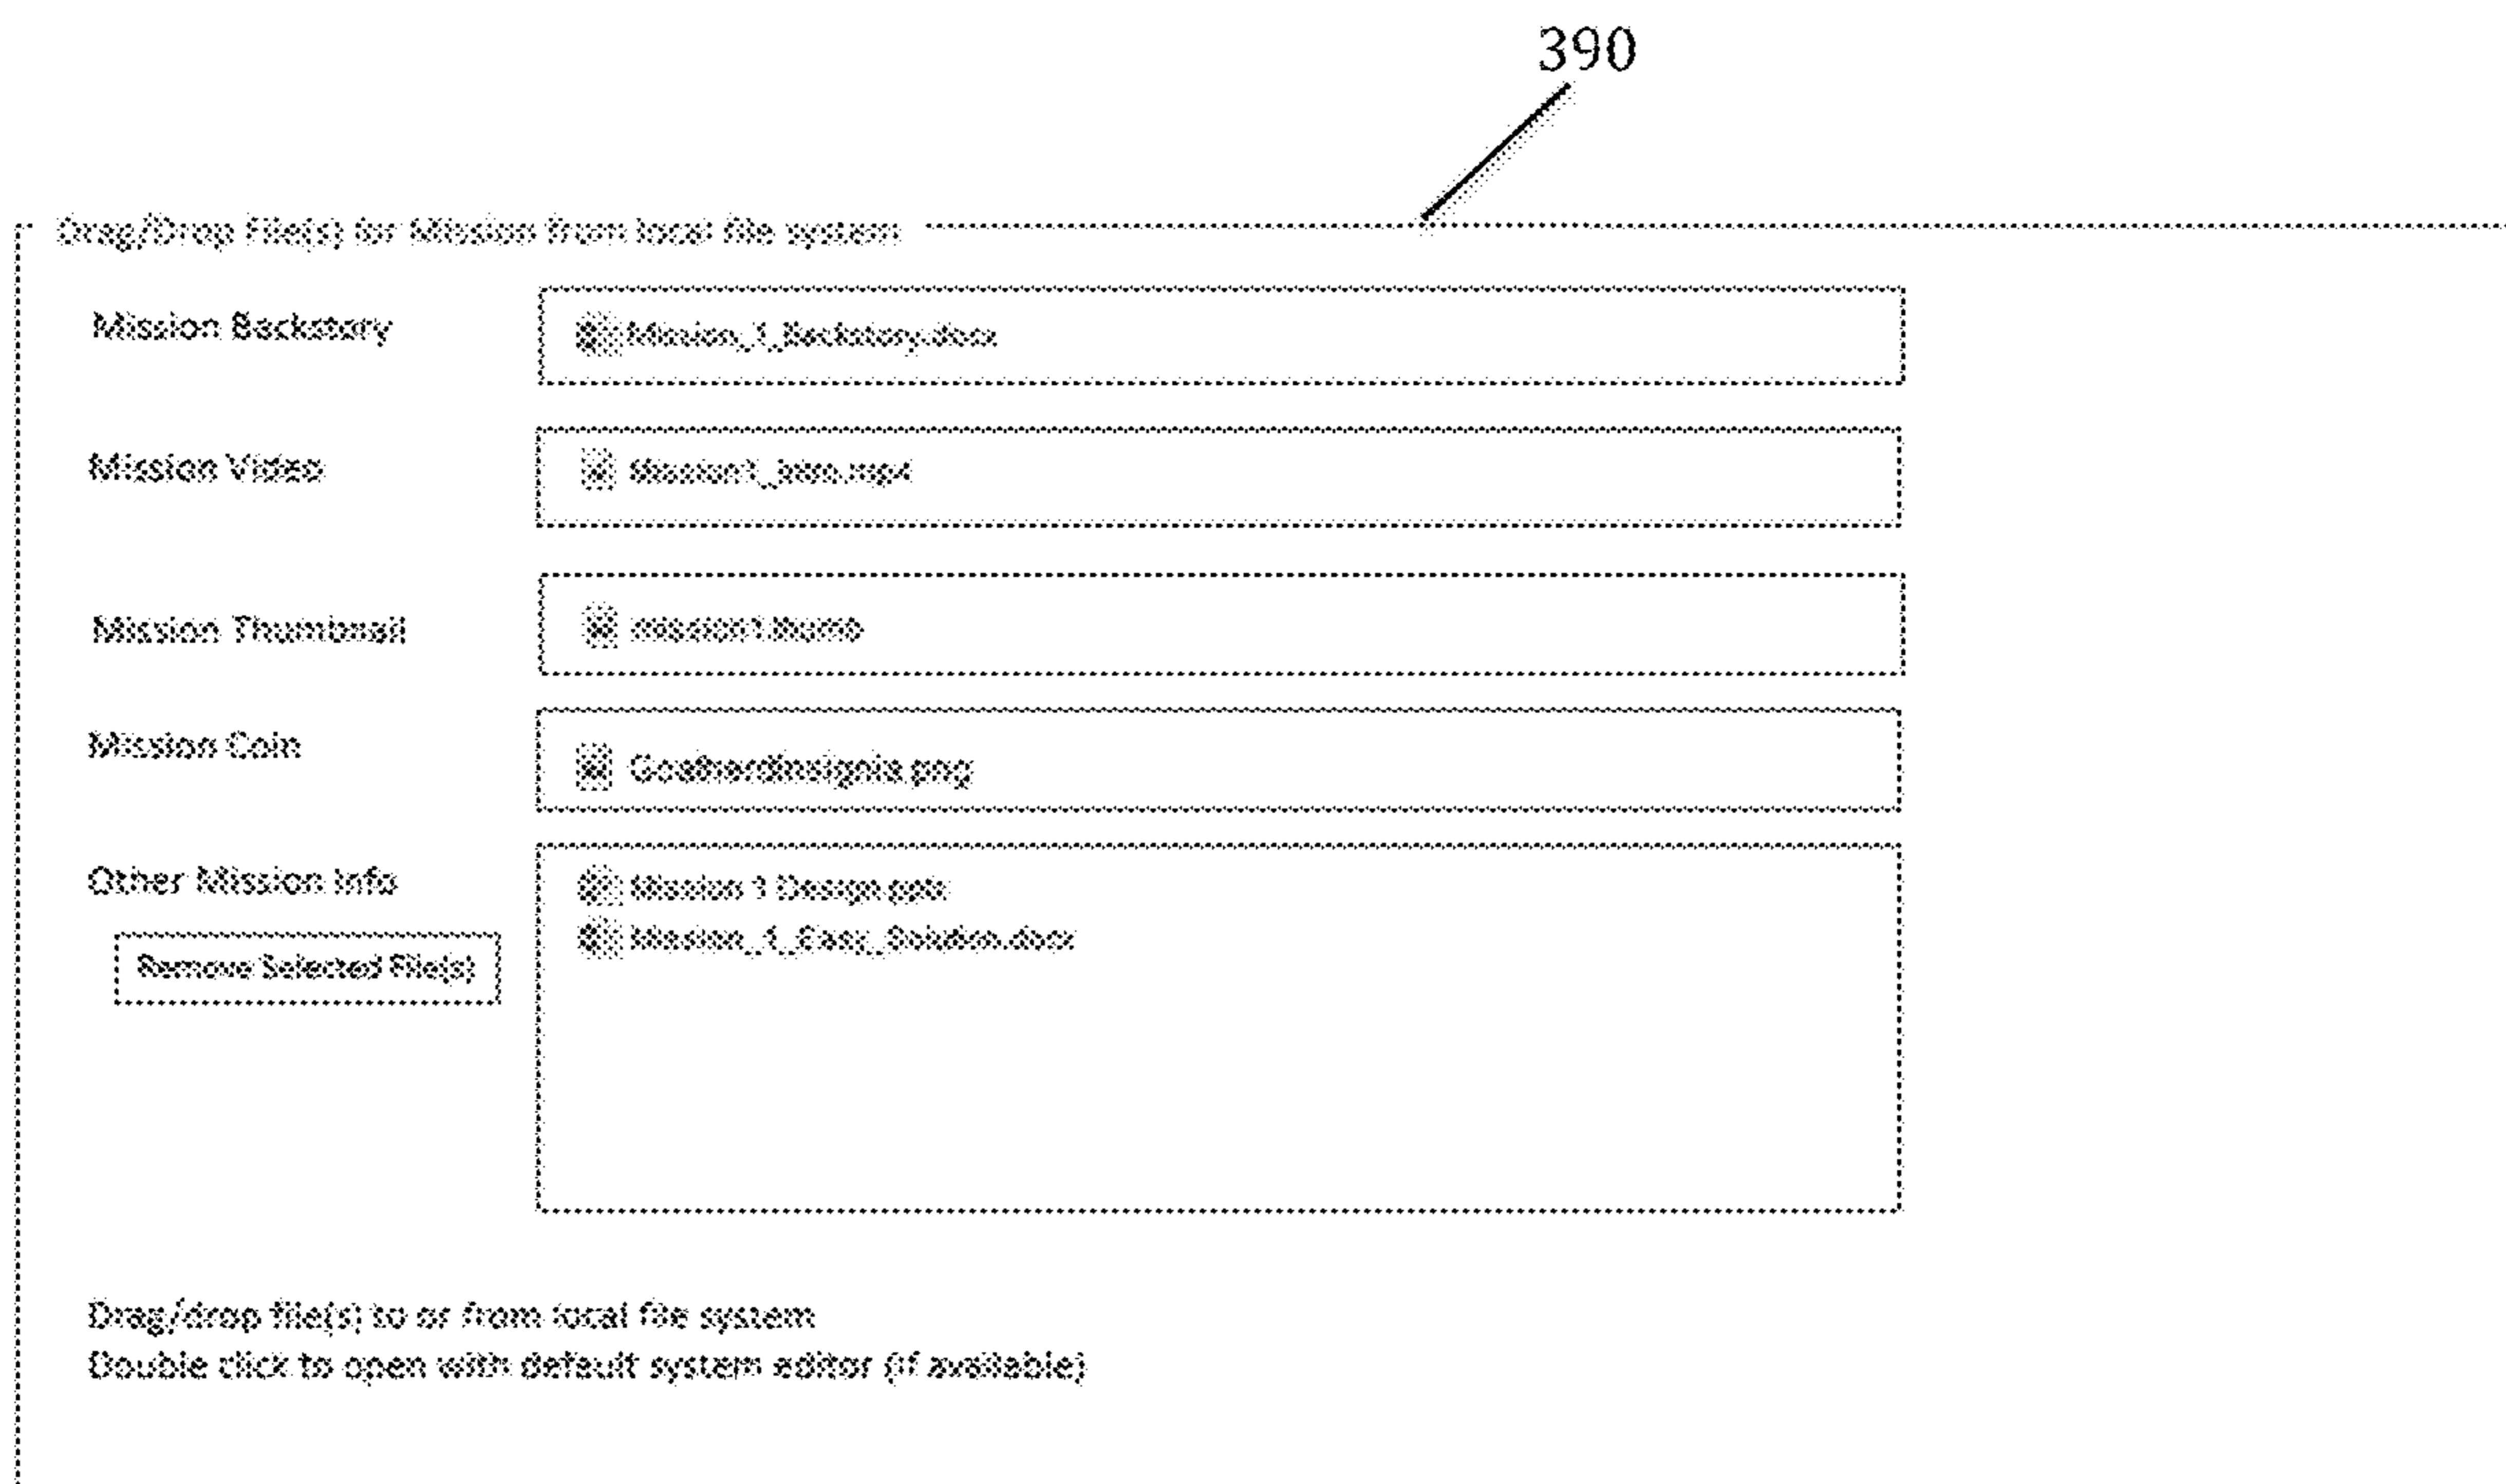 390
Drag/Drop File(s) for Mission from local file system
Mission Backstory
Mission_1_Backstory.docx
Mission Video
Mission Thumbnail
mission1thumb
Mission Coin
Other Mission Info
Mission 1 Design.pptx
Mission_1_Easy_Solution.docx
Remove Selected File(s)
Drag/drop file(s) to or from local file system
Double click to open with default system editor (if available)